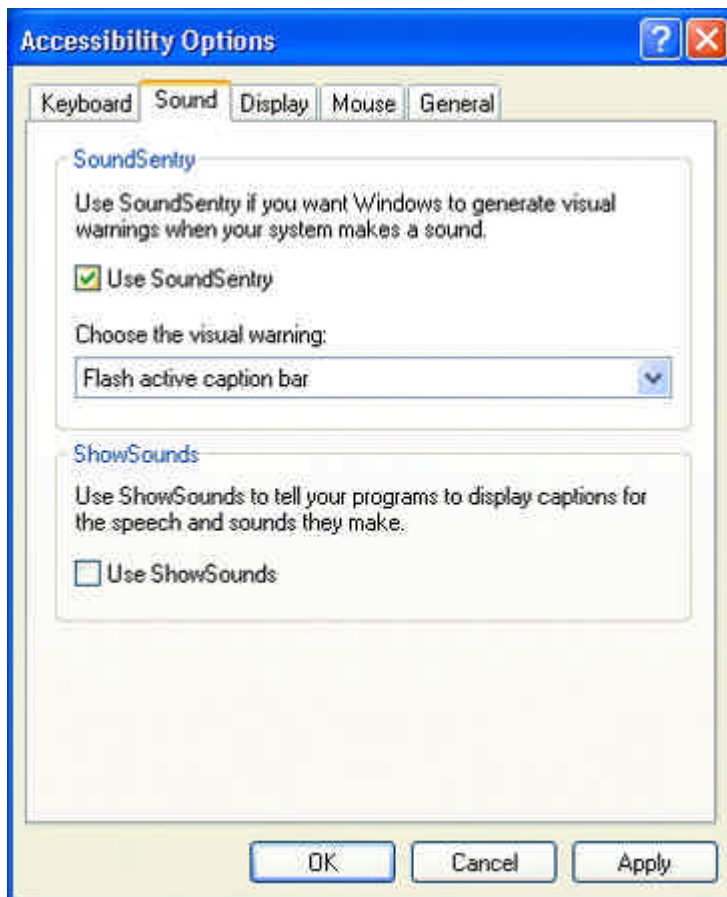 Accessibility Options
Keyboard Sound Display Mouse General
SoundSentry
Use SoundSentry if you want Windows to generate visual
warnings when your system makes a sound.
Use SoundSentry
Choose the visual warning:
Flash active caption bar
ShowSounds
Use ShowSounds to tell your programs to display captions for
the speech and sounds they make.
Use ShowSounds
OK Cancel Apply